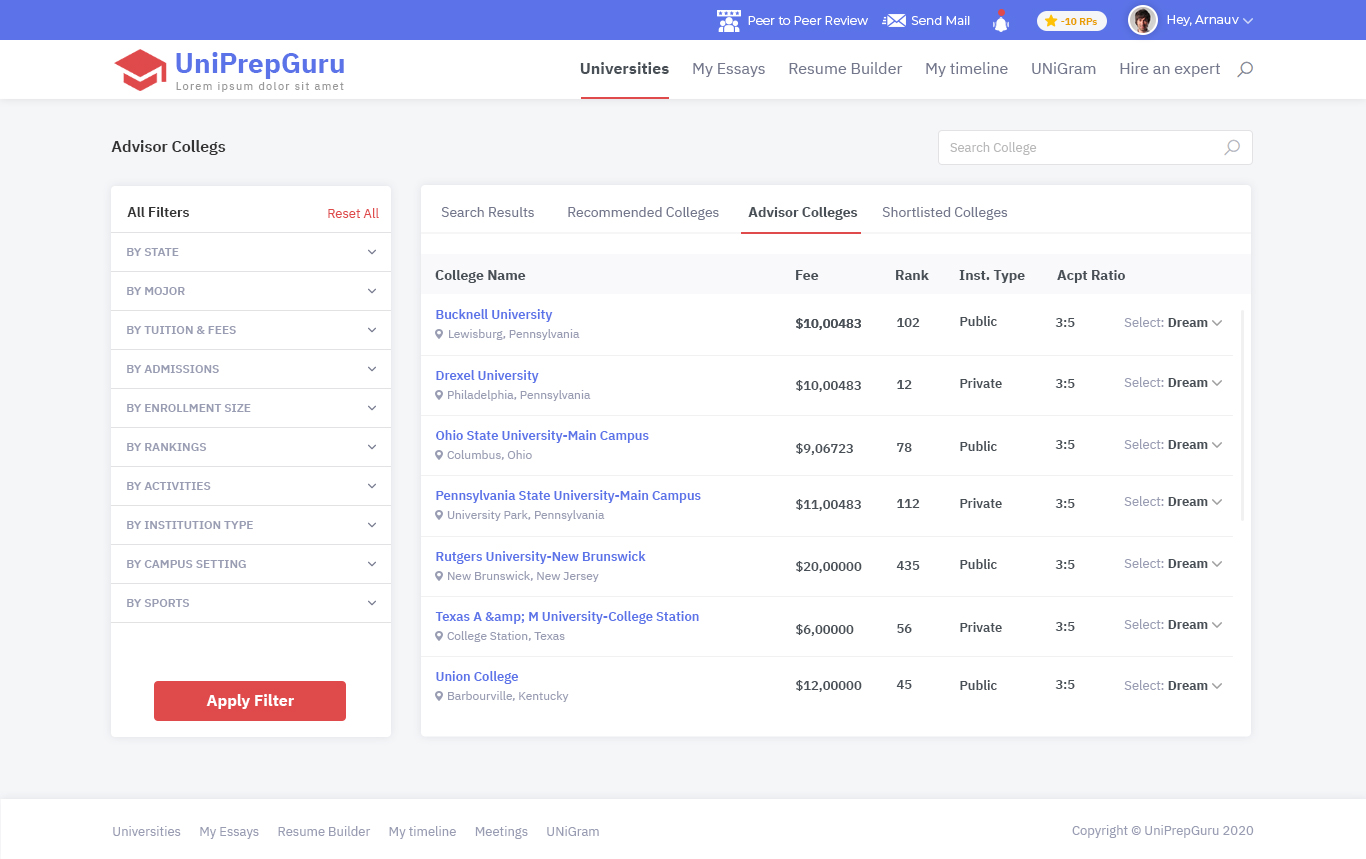 Peer to Peer Review Send Mail -10 RPs Hey, Arnauv
UniPrepGuru
Lorem ipsum dolor sit amet
Universities My Essays Resume Builder My timeline UNiGram Hire an expert
Advisor Collegs
Search College
All Filters Reset All
BY STATE
BY MOJOR
BY TUITION & FEES
BY ADMISSIONS
BY ENROLLMENT SIZE
BY RANKINGS
BY ACTIVITIES
BY INSTITUTION TYPE
BY CAMPUS SETTING
BY SPORTS
Apply Filter
Search Results Recommended Colleges Advisor Colleges Shortlisted Colleges
College Name Fee Rank Inst. Type Acpt Ratio
Bucknell University
Lewisburg, Pennsylvania
$10,00483 102 Public 3:5 Select: Dream
Drexel University
Philadelphia, Pennsylvania
$10,00483 12 Private 3:5 Select: Dream
Ohio State University-Main Campus
Columbus, Ohio
$9,06723 78 Public 3:5 Select: Dream
Pennsylvania State University-Main Campus
University Park, Pennsylvania
$11,00483 112 Private 3:5 Select: Dream
Rutgers University-New Brunswick
New Brunswick, New Jersey
$20,00000 435 Public 3:5 Select: Dream
Texas A &amp; M University-College Station
College Station, Texas
$6,00000 56 Private 3:5 Select: Dream
Union College
Barbourville, Kentucky
$12,00000 45 Public 3:5 Select: Dream
Universities My Essays Resume Builder My timeline Meetings UNiGram
Copyright © UniPrepGuru 2020